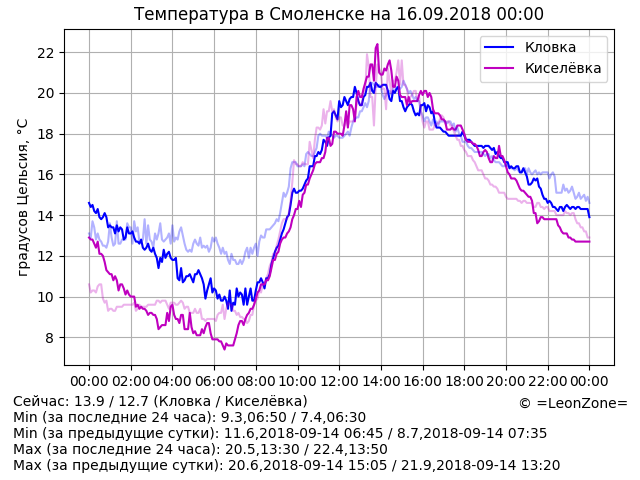 Температура в Смоленске на 16.09.2018 00:00
градусов Цельсия, °C
22
20
18
16
14
12
10
8
Кловка
Киселёвка
00:00 02:00 04:00 06:00 08:00 10:00 12:00 14:00 16:00 18:00 20:00 22:00 00:00
Сейчас: 13.9 / 12.7 (Кловка / Киселёвка)
© =LeonZone=
Min (за последние 24 часа): 9.3,06:50 / 7.4,06:30
Min (за предыдущие сутки): 11.6,2018-09-14 06:45 / 8.7,2018-09-14 07:35
Max (за последние 24 часа): 20.5,13:30 / 22.4,13:50
Max (за предыдущие сутки): 20.6,2018-09-14 15:05 / 21.9,2018-09-14 13:20